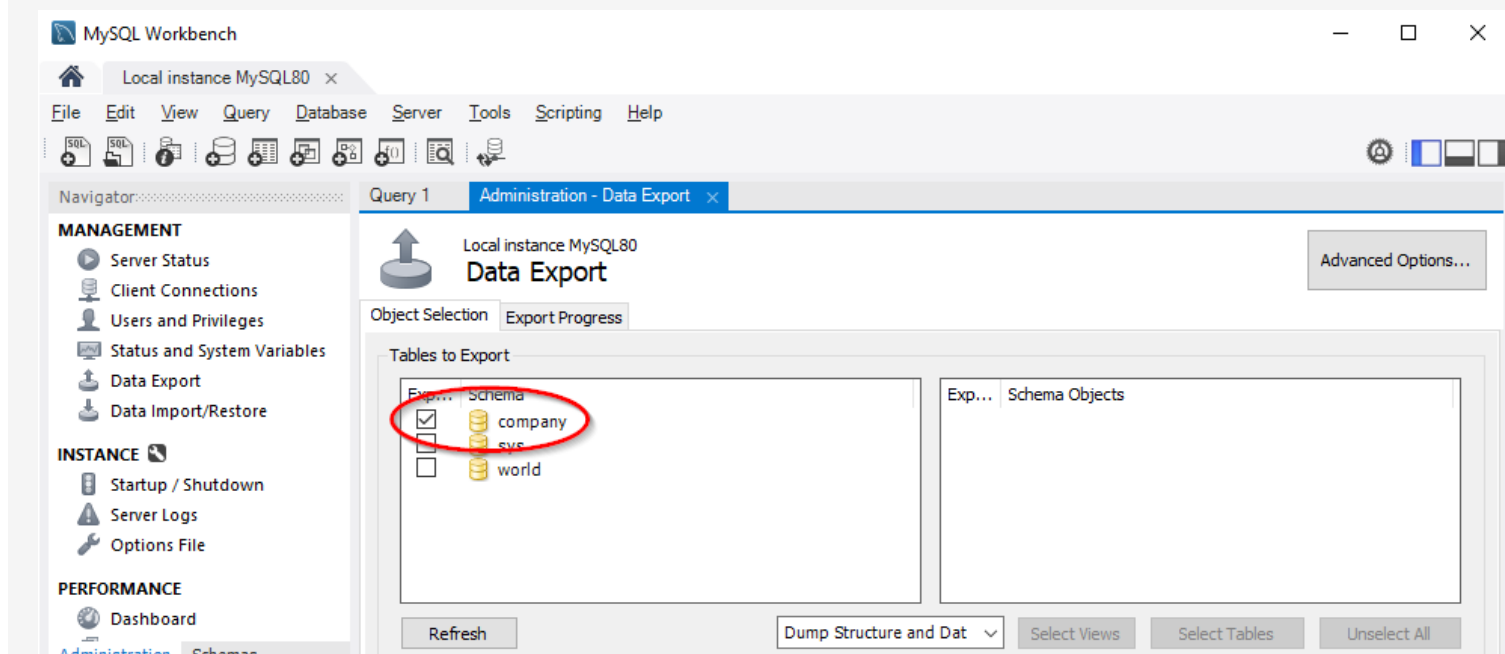 MySQL Workbench
Local instance MySQL80
File Edit View Query Database Server Tools Scripting Help
Navigator
Query 1
Administration - Data Export
MANAGEMENT
Server Status
Client Connections
Users and Privileges
Status and System Variables
Data Export
Data Import/Restore
INSTANCE
Startup / Shutdown
Server Logs
Options File
PERFORMANCE
Dashboard
Administration Schemas
Local instance MySQL80
Data Export
Advanced Options...
Object Selection Export Progress
Tables to Export
Exp... Schema
company
sys
world
Exp... Schema Objects
Refresh
Dump Structure and Dat
Select Views
Select Tables
Unselect All